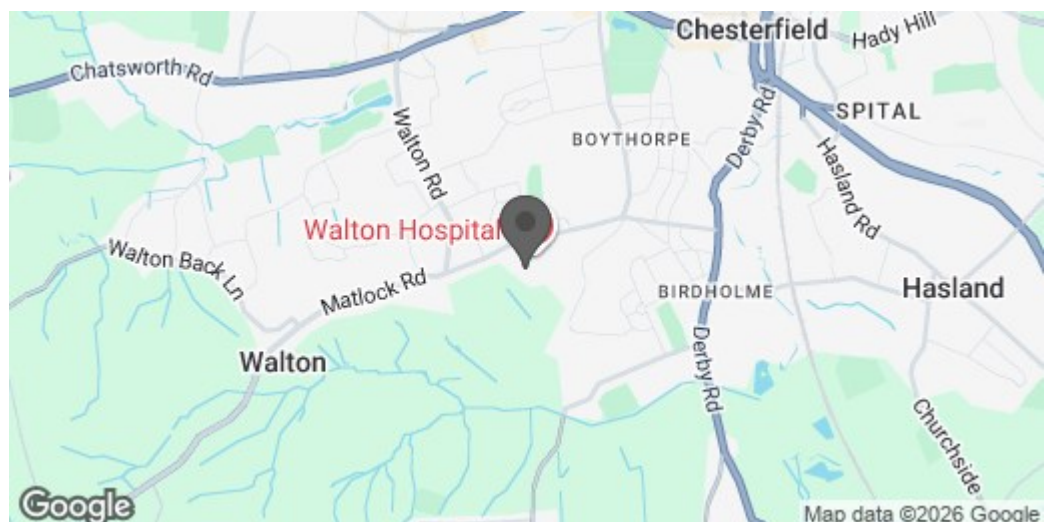 Chesterfield
Hady Hill
Chatsworth Rd
SPITAL
BOYTHORPE
Derby Rd
Walton Rd
Hasland Rd
Walton Hospital
Walton Back Ln
Matlock Rd
BIRDHOLME
Hasland
Walton
Derby Rd
Churchside
Google
Map data ©2026 Google